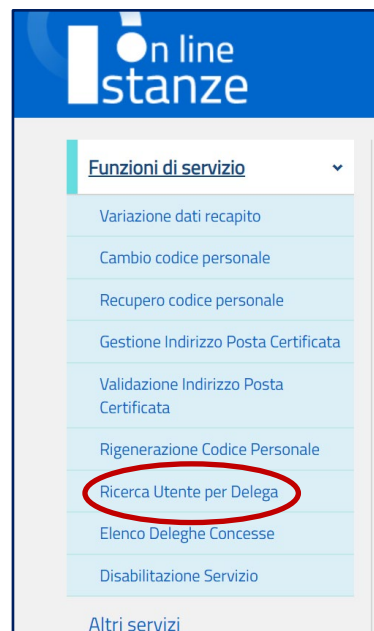 On line
Istanze
Funzioni di servizio
Variazione dati recapito
Cambio codice personale
Recupero codice personale
Gestione Indirizzo Posta Certificata
Validazione Indirizzo Posta
Certificata
Rigenerazione Codice Personale
Ricerca Utente per Delega
Elenco Deleghe Concesse
Disabilitazione Servizio
Altri servizi